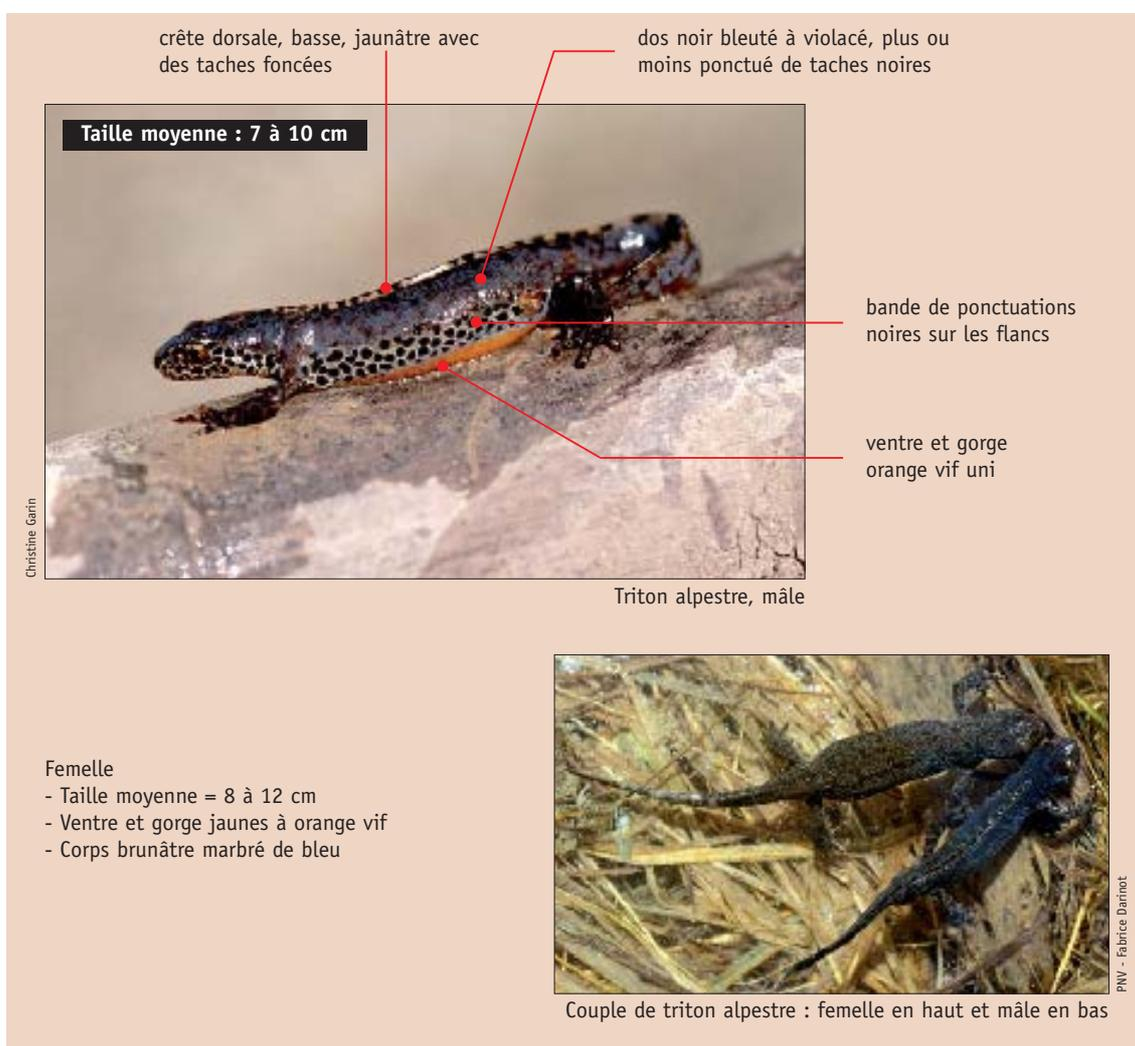 crête dorsale, basse, jaunâtre avec
des taches foncées
dos noir bleuté à violacé, plus ou
moins ponctué de taches noires
Taille moyenne : 7 à 10 cm
bande de ponctuations
noires sur les flancs
ventre et gorge
orange vif uni
Christine Garin
Triton alpestre, mâle
Femelle
- Taille moyenne = 8 à 12 cm
- Ventre et gorge jaunes à orange vif
- Corps brunâtre marbré de bleu
PNV - Fabrice Darinot
Couple de triton alpestre : femelle en haut et mâle en bas